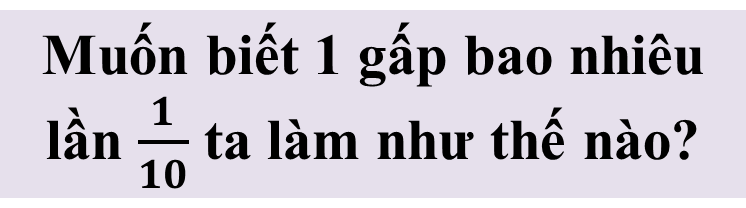 Muốn biết 1 gấp bao nhiêu
lần 1/10 ta làm như thế nào?